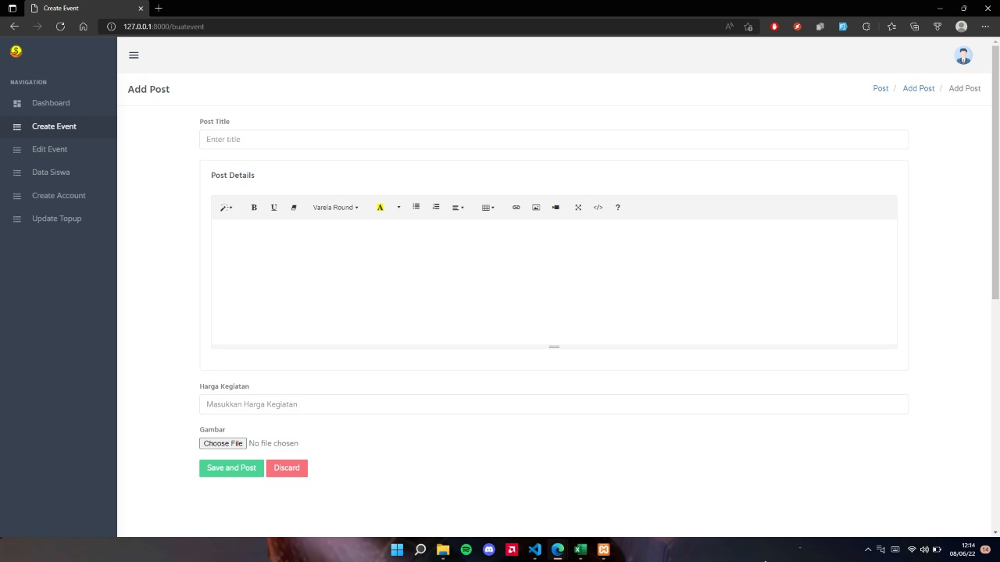 Create Event
127.0.0.1:8000/buatevent
NAVIGATION
Dashboard
Create Event
Edit Event
Data Siswa
Create Account
Update Topup
Add Post
Post / Add Post / Add Post
Post Title
Enter title
Post Details
B U Varela Round A </> ?
Harga Kegiatan
Masukkan Harga Kegiatan
Gambar
Choose File No file chosen
Save and Post Discard
12:14
08/06/22
14